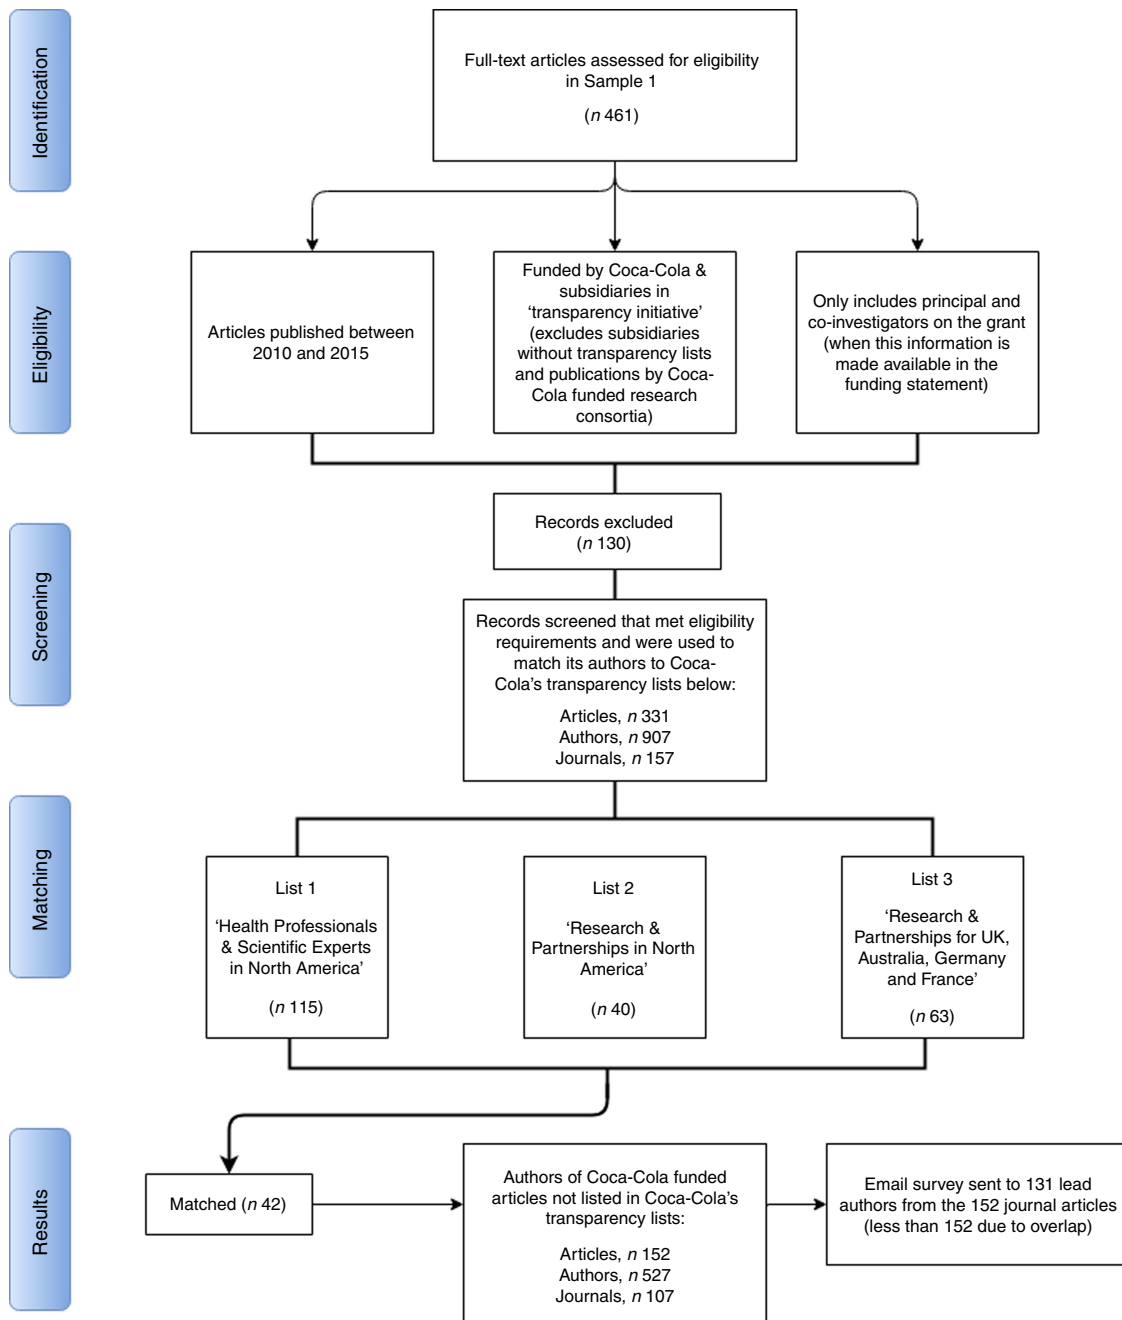 Identification
Full-text articles assessed for eligibility
in Sample 1
(n 461)
Eligibility
Articles published between
2010 and 2015
Funded by Coca-Cola &
subsidiaries in
‘transparency initiative’
(excludes subsidiaries
without transparency lists
and publications by Coca-
Cola funded research
consortia)
Only includes principal and
co-investigators on the grant
(when this information is
made available in the
funding statement)
Screening
Records excluded
(n 130)
Records screened that met eligibility
requirements and were used to
match its authors to Coca-
Cola’s transparency lists below:
Articles, n 331
Authors, n 907
Journals, n 157
Matching
List 1
‘Health Professionals
& Scientific Experts
in North America’
(n 115)
List 2
‘Research &
Partnerships in North
America’
(n 40)
List 3
‘Research &
Partnerships for UK,
Australia, Germany
and France’
(n 63)
Results
Matched (n 42)
Authors of Coca-Cola funded
articles not listed in Coca-Cola’s
transparency lists:
Articles, n 152
Authors, n 527
Journals, n 107
Email survey sent to 131 lead
authors from the 152 journal articles
(less than 152 due to overlap)